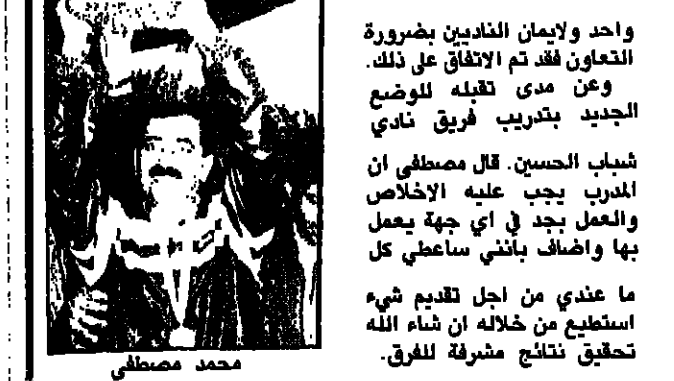 واحد ولايمان الناديين بضرورة
التعاون فقد تم الاتفاق على ذلك.
وعن مدى تقبله للوضع
الجديد بتدريب فريق نادي
شباب الحسين. قال مصطفى ان
المدرب يجب عليه الإخلاص
والعمل بجد في اي جهة يعمل
بها واضاف بأنني ساعطي كل
ما عندي من اجل تقديم شيء
استطيع من خلاله ان شاء الله
تحقيق نتائج مشرفة للفرق.
محمد مصطفى